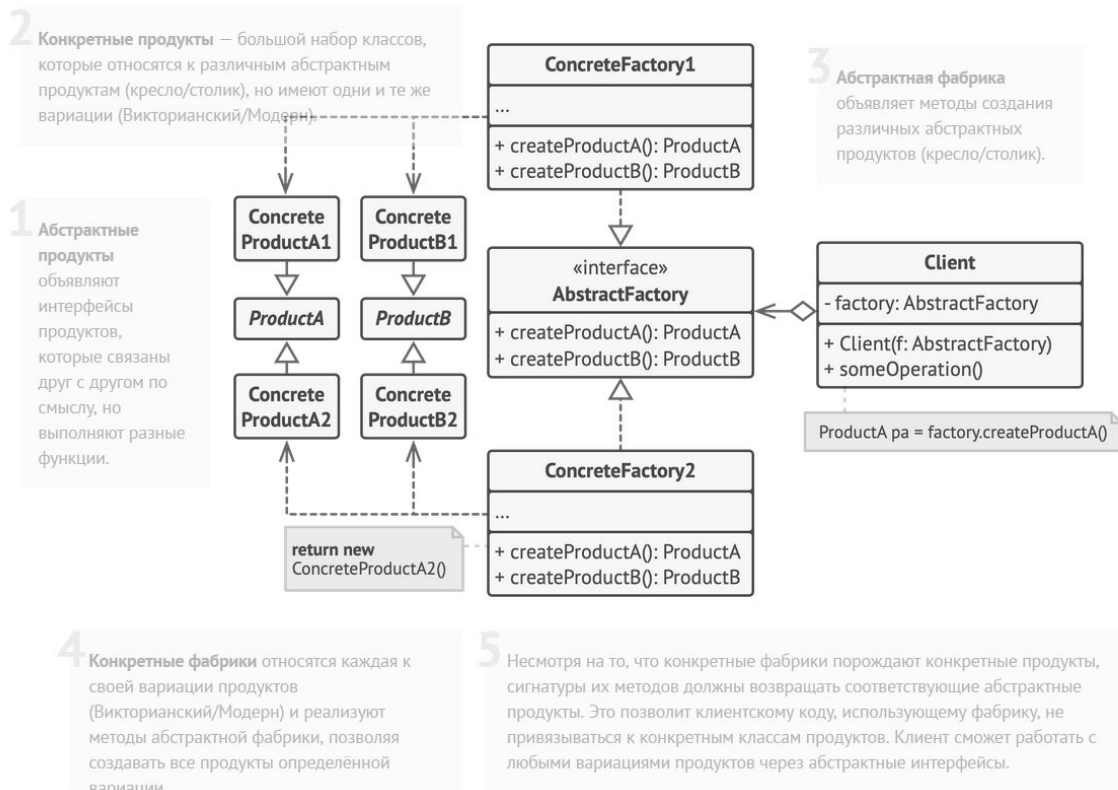 2
Конкретные продукты — большой набор классов,
которые относятся к различным абстрактным
продуктам (кресло/столик), но имеют одни и те же
вариации (Викторианский/Модерн).
ConcreteFactory1
...
+ createProductA(): ProductA
+ createProductB(): ProductB
3
Абстрактная фабрика
объявляет методы создания
различных абстрактных
продуктов (кресло/столик).
1
Абстрактные
продукты
объявляют
интерфейсы
продуктов,
которые связаны
друг с другом по
смыслу, но
выполняют разные
функции.
Concrete
ProductA1
Concrete
ProductB1
ProductA
ProductB
Concrete
ProductA2
Concrete
ProductB2
«interface»
AbstractFactory
+ createProductA(): ProductA
+ createProductB(): ProductB
Client
- factory: AbstractFactory
+ Client(f: AbstractFactory)
+ someOperation()
ProductA pa = factory.createProductA()
ConcreteFactory2
...
+ createProductA(): ProductA
+ createProductB(): ProductB
return new
ConcreteProductA2()
4
Конкретные фабрики относятся каждая к
своей вариации продуктов
(Викторианский/Модерн) и реализуют
методы абстрактной фабрики, позволяя
создавать все продукты определённой
вариации
5
Несмотря на то, что конкретные фабрики порождают конкретные продукты,
сигнатуры их методов должны возвращать соответствующие абстрактные
продукты. Это позволит клиентскому коду, использующему фабрику, не
привязываться к конкретным классам продуктов. Клиент сможет работать с
любыми вариациями продуктов через абстрактные интерфейсы.